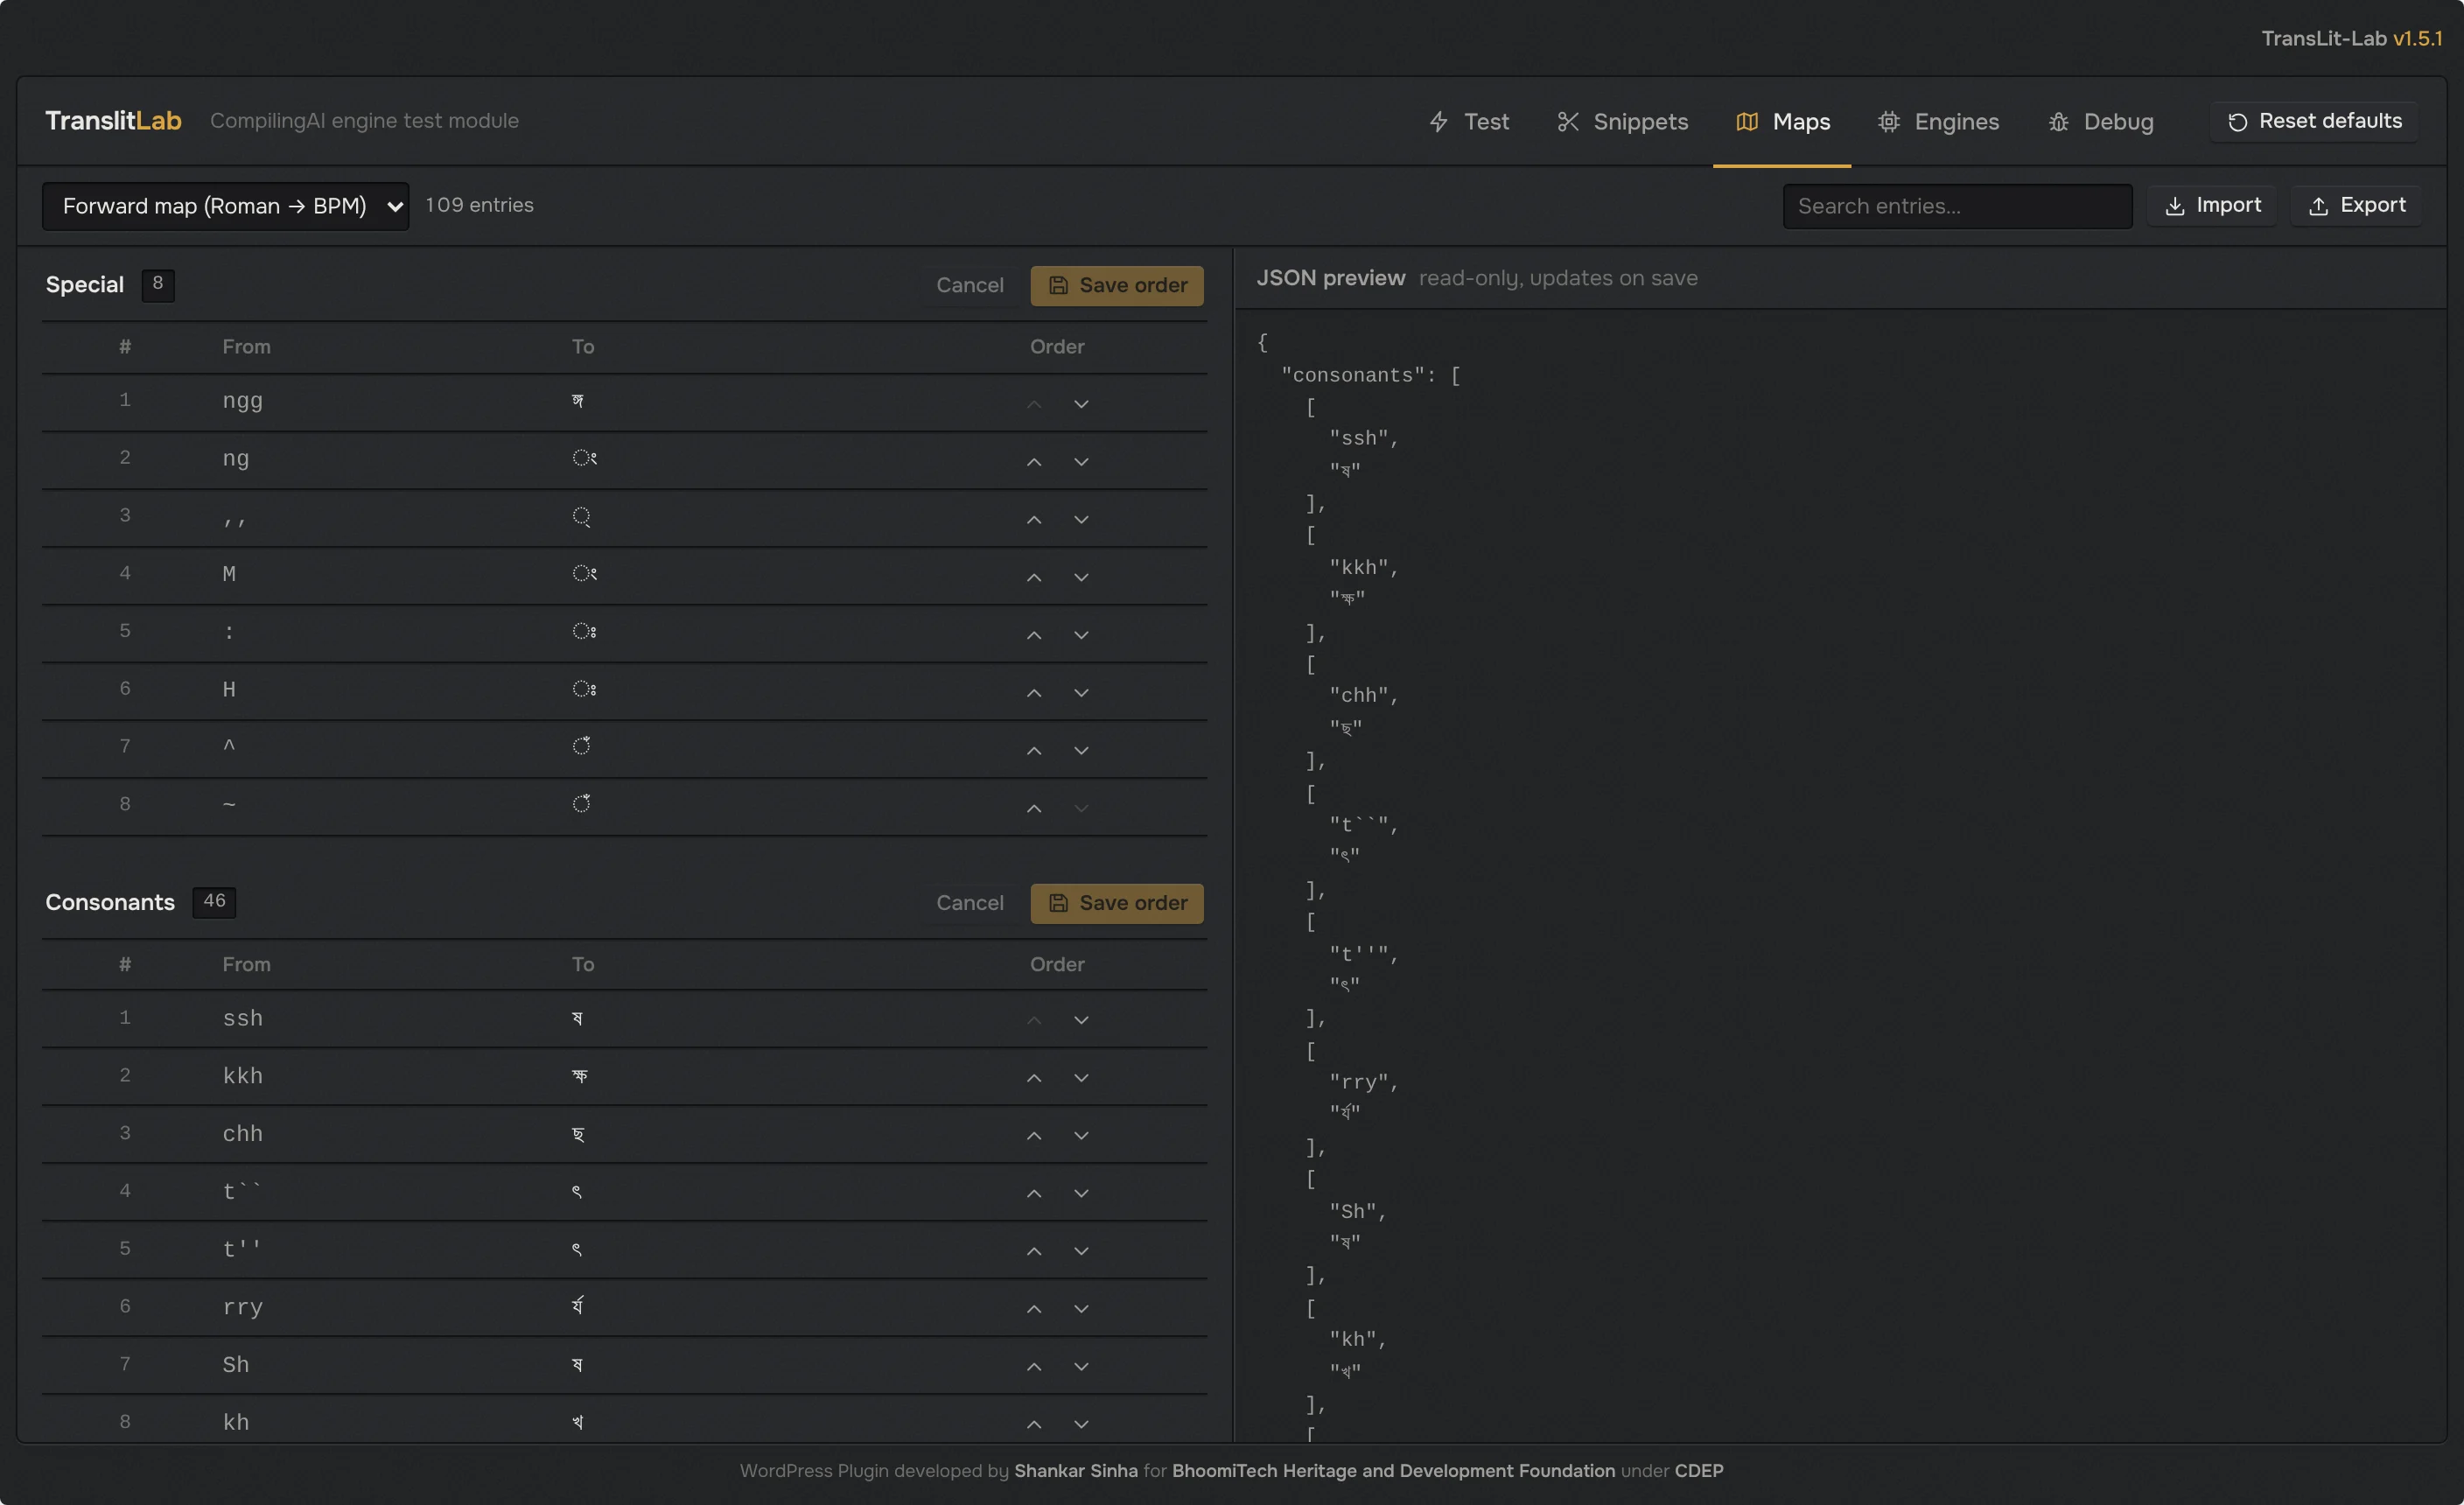 TransLit-Lab v1.5.1
TranslitLab CompilingAI engine test module Test Snippets Maps Engines Debug Reset defaults
Forward map (Roman → BPM) 109 entries Search entries... Import Export
Special 8 Cancel Save order
# From To Order
1 ngg ঙ্গ
2 ng ং
3 ,, ্
4 M ং
5 : ঃ
6 H ঃ
7 ^ ঁ
8 ~ ঁ
Consonants 46 Cancel Save order
# From To Order
1 ssh ষ
2 kkh ক্ষ
3 chh ছ
4 t`` ৎ
5 t'' ৎ
6 rry র্য
7 Sh ষ
8 kh খ
JSON preview read-only, updates on save
{
"consonants": [
[
"ssh",
"ষ"
],
[
"kkh",
"ক্ষ"
],
[
"chh",
"ছ"
],
[
"t``",
"ৎ"
],
[
"t''",
"ৎ"
],
[
"rry",
"র্য"
],
[
"Sh",
"ষ"
],
[
"kh",
"খ"
],
[
WordPress Plugin developed by Shankar Sinha for BhoomiTech Heritage and Development Foundation under CDEP